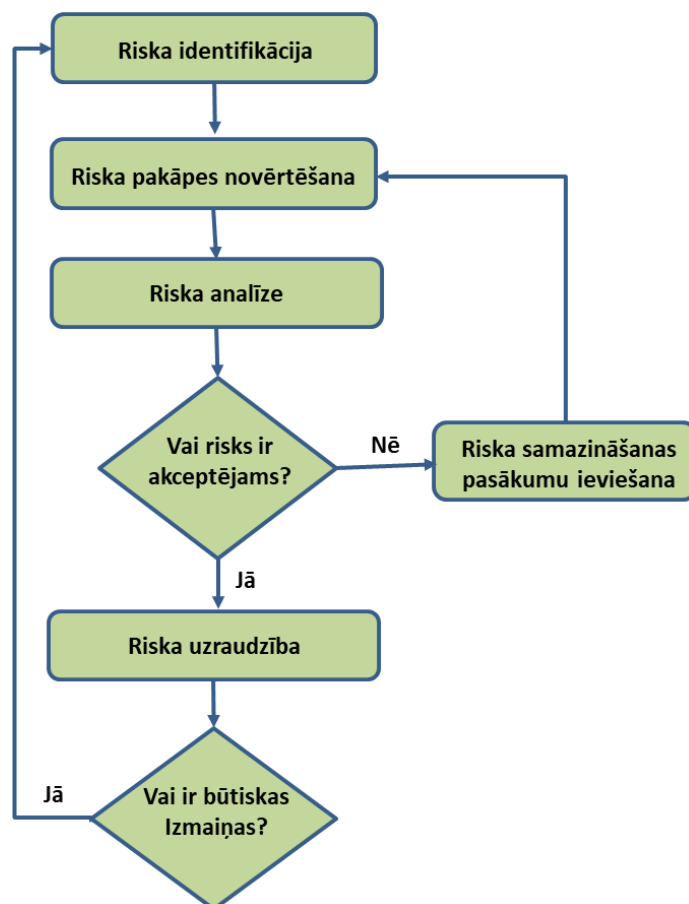 Riska identifikācija
Riska pakāpes novērtēšana
Riska analīze
Vai risks ir
akceptējams?
Nē
Riska samazināšanas
pasākumu ieviešana
Jā
Riska uzraudzība
Jā
Vai ir būtiskas
Izmaiņas?